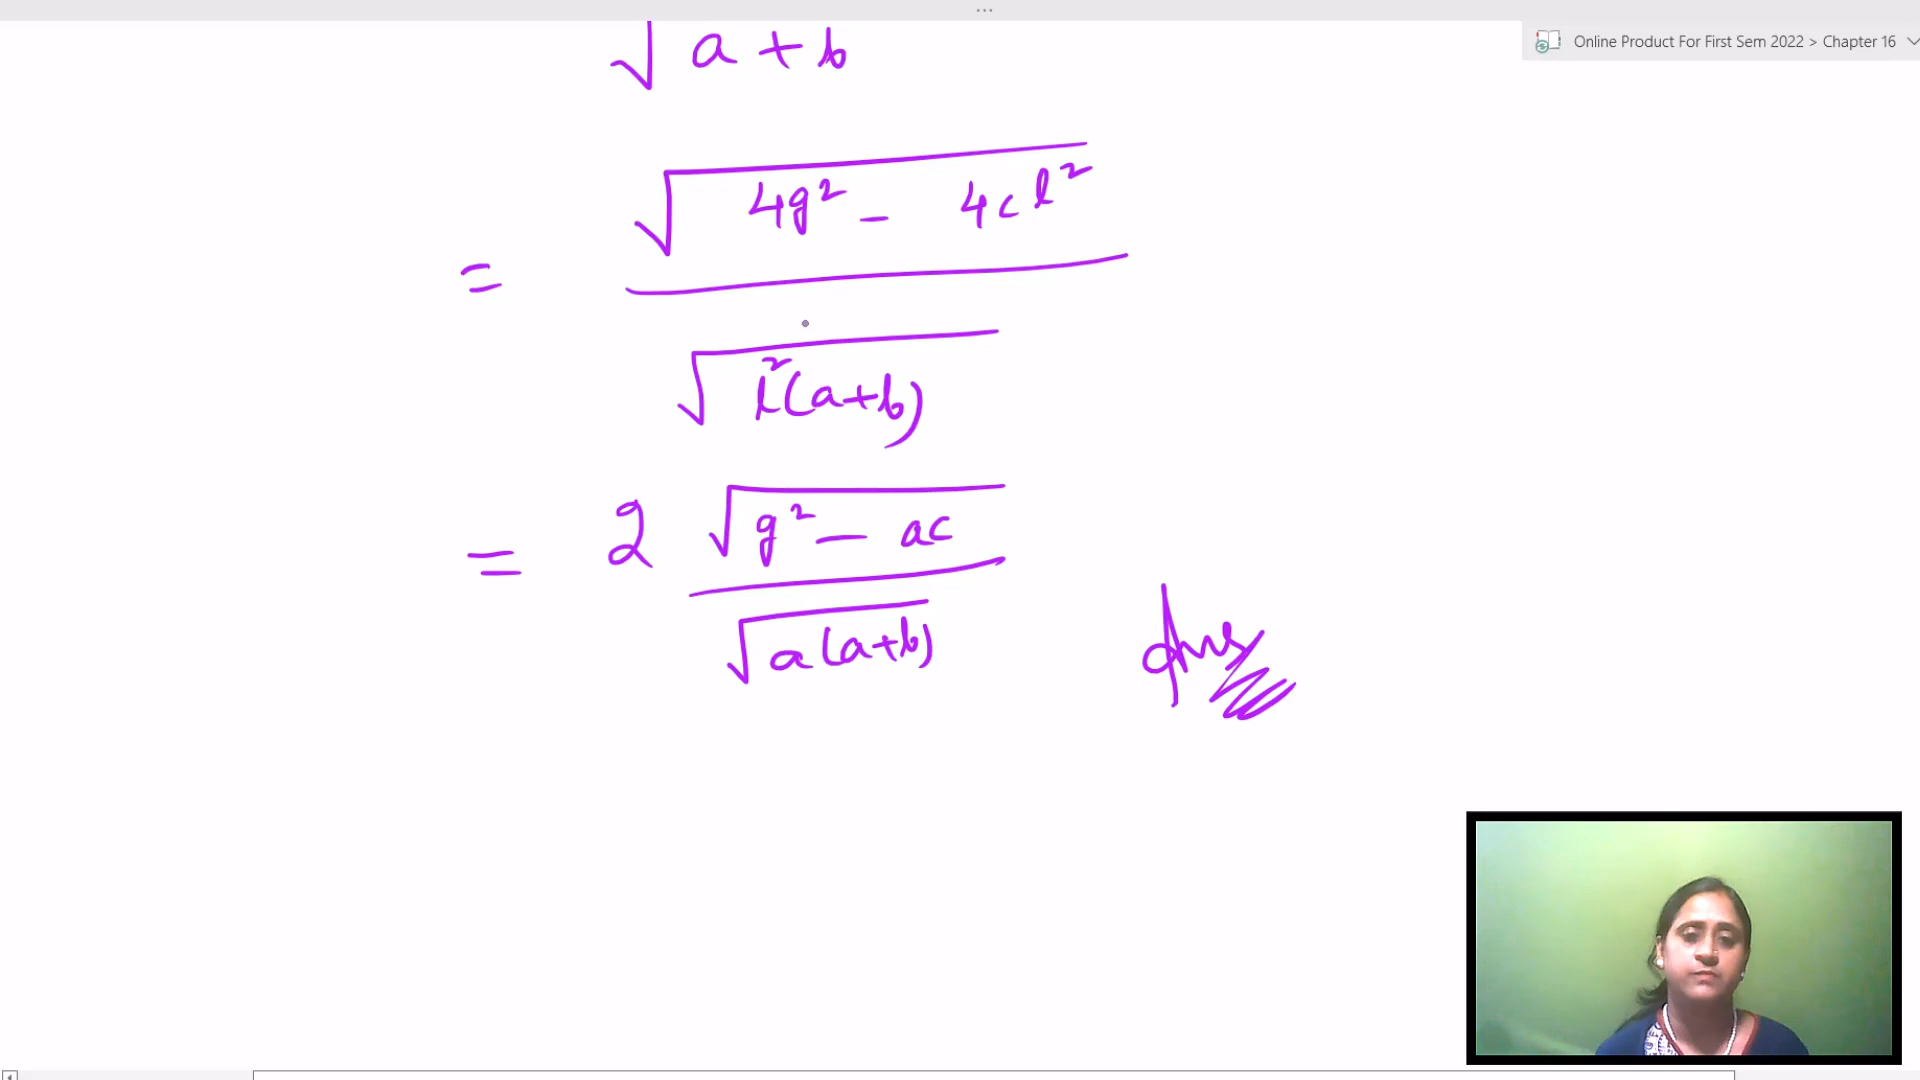 ...
Online Product For First Sem 2022 > Chapter 16
√a + b
= √(4g² - 4cl²) / √(l²(a+b))
= 2 √(g² - ac) / √(a(a+b))
Ans